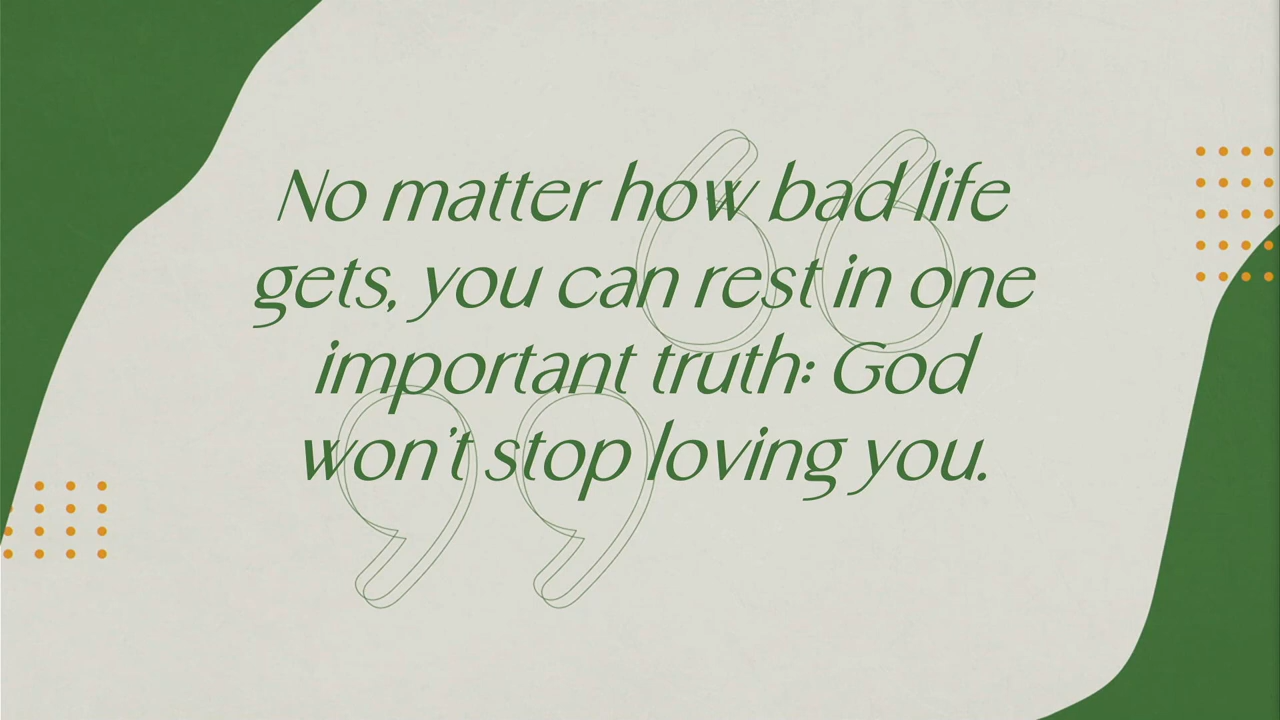 No matter how bad life
gets, you can rest in one
important truth: God
won't stop loving you.